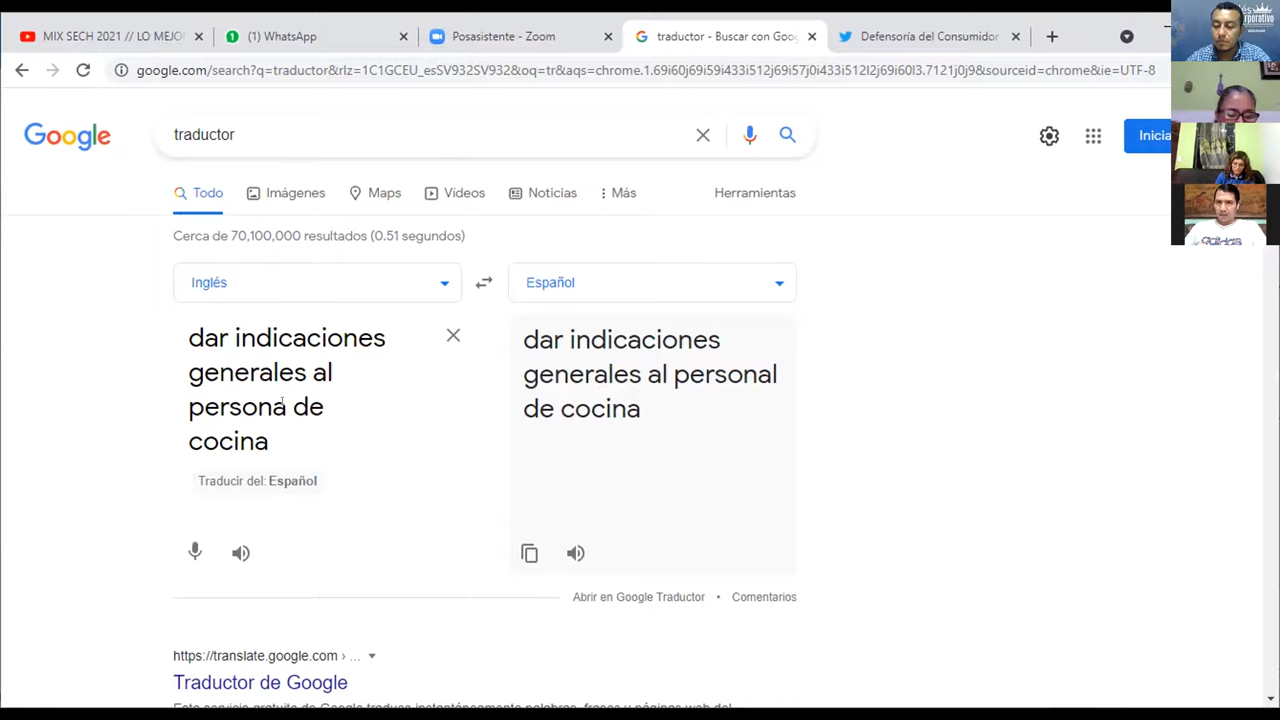 MIX SECH 2021 // LO MEJO
(1) WhatsApp
Posasistente - Zoom
traductor - Buscar con Goog
Defensoría del Consumidor
google.com/search?q=traductor&rlz=1C1GCEU_esSV932SV932&oq=tr&aqs=chrome.1.69i60j69i59i433i512j69i57j0i433i512l2j69i60l3.7121j0j9&sourceid=chrome&ie=UTF-8
Google
traductor
Inicia
Todo
Imágenes
Maps
Videos
Noticias
Más
Herramientas
Cerca de 70,100,000 resultados (0.51 segundos)
Inglés
Español
dar indicaciones
generales al
persona de
cocina
Traducir del: Español
dar indicaciones
generales al personal
de cocina
Abrir en Google Traductor • Comentarios
https://translate.google.com › ...
Traductor de Google